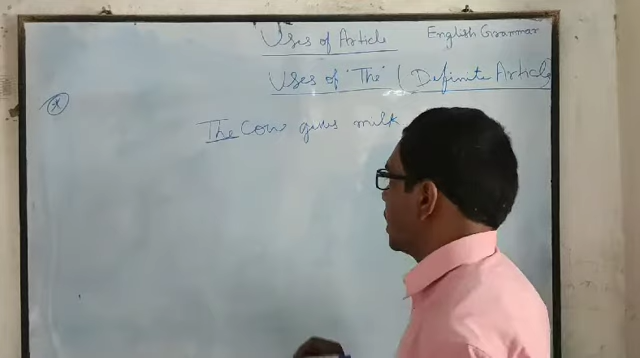 Uses of Article English Grammar
Uses of 'The' ( Definite Article
The Cow gives milk